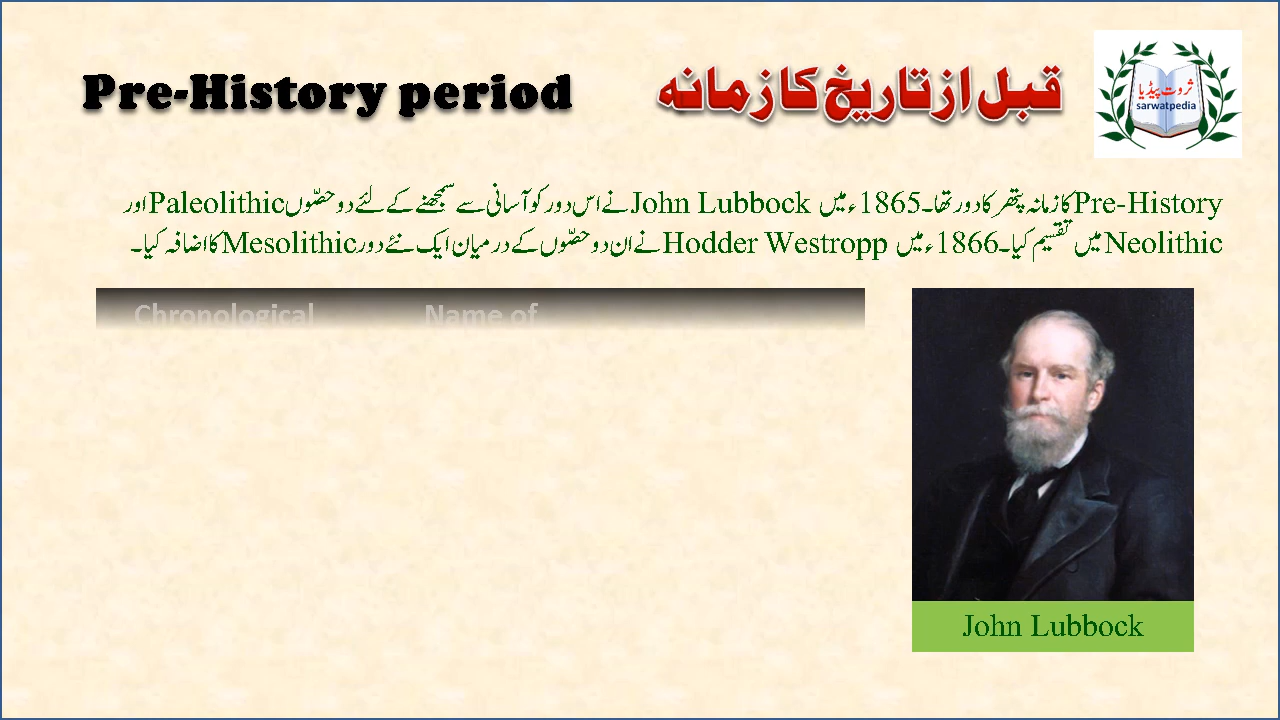 Pre-History period
قبل از تاریخ کا زمانہ
ثروت پیڈیا
sarwatpedia
Pre-History کا زمانہ پتھر کا دور تھا۔ 1865ء میں John Lubbock نے اس دور کو آسانی سے سمجھنے کے لئے دو حصّوں Paleolithic اور
Neolithic میں تقسیم کیا۔ 1866ء میں Hodder Westropp نے ان دو حصّوں کے درمیان ایک نئے دور Mesolithic کا اضافہ کیا۔
Chronological Name of
John Lubbock